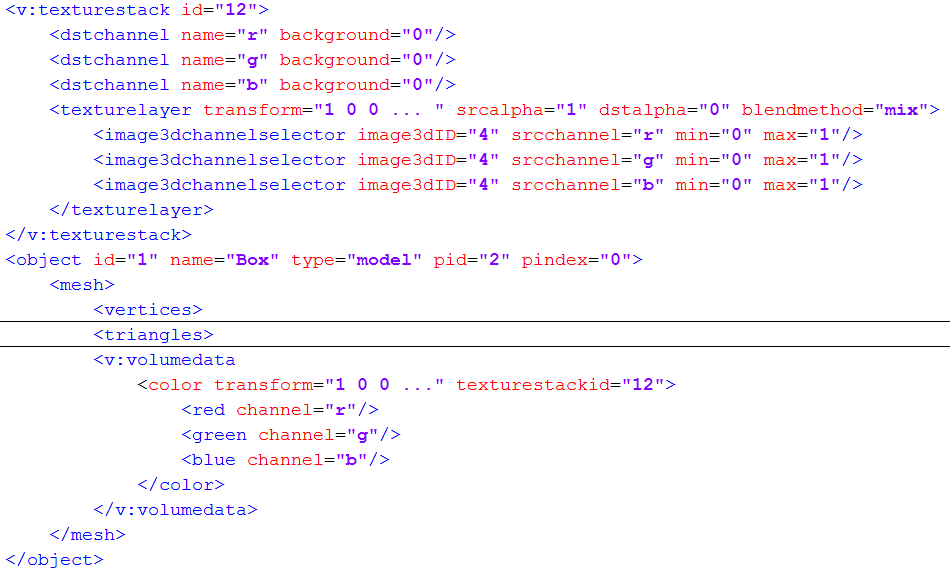 <v:texturestack id="12">
    <dstchannel name="r" background="0"/>
    <dstchannel name="g" background="0"/>
    <dstchannel name="b" background="0"/>
    <texturelayer transform="1 0 0 ... " srcalpha="1" dstalpha="0" blendmethod="mix">
        <image3dchannelselector image3dID="4" srcchannel="r" min="0" max="1"/>
        <image3dchannelselector image3dID="4" srcchannel="g" min="0" max="1"/>
        <image3dchannelselector image3dID="4" srcchannel="b" min="0" max="1"/>
    </texturelayer>
</v:texturestack>
<object id="1" name="Box" type="model" pid="2" pindex="0">
    <mesh>
        <vertices>
        <triangles>
        <v:volumedata
            <color transform="1 0 0 ..." texturestackid="12">
                <red channel="r"/>
                <green channel="g"/>
                <blue channel="b"/>
            </color>
        </v:volumedata>
    </mesh>
</object>